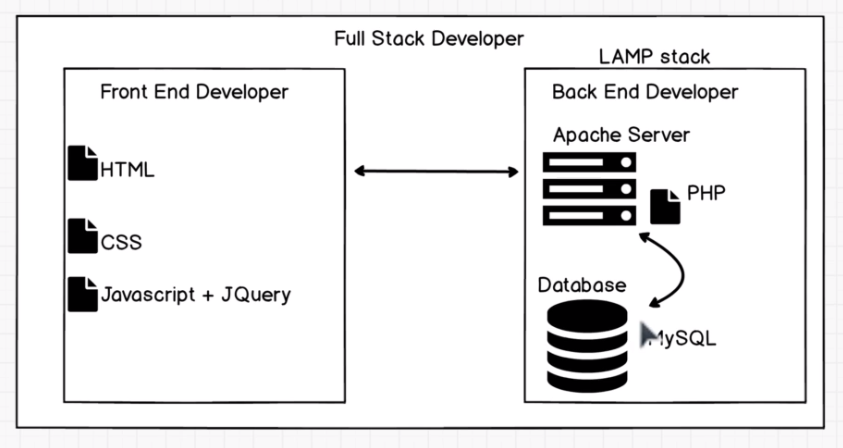 Full Stack Developer
LAMP stack
Front End Developer
Back End Developer
Apache Server
HTML
PHP
CSS
Database
Javascript + JQuery
MySQL